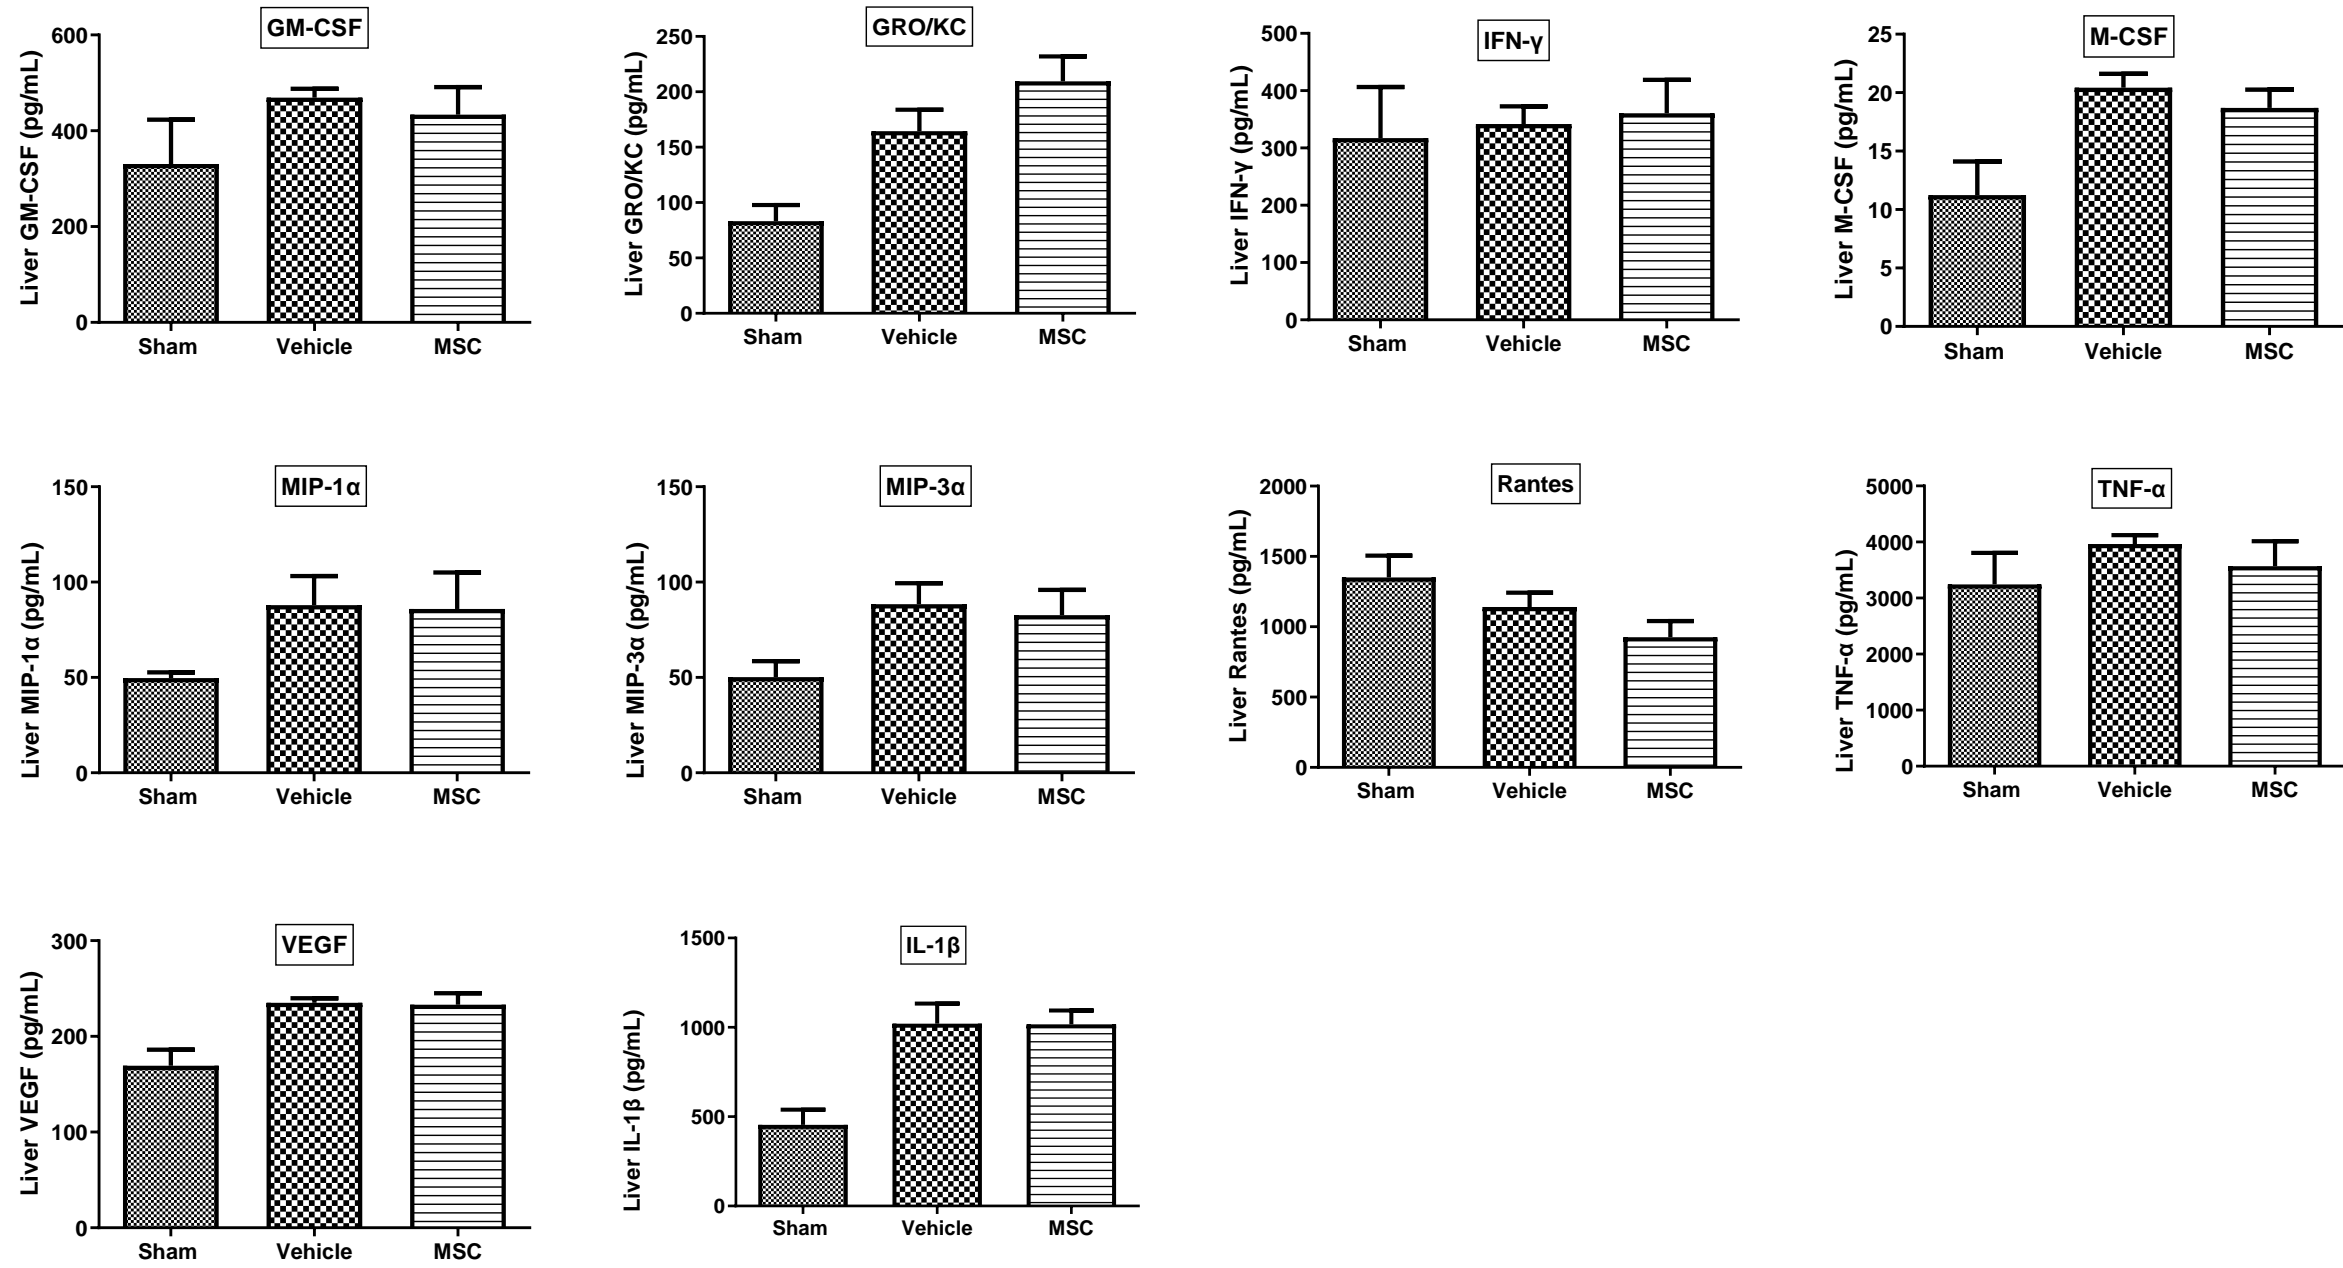 GM-CSF
Liver GM-CSF (pg/mL)
600
400
200
0
Sham Vehicle MSC
GRO/KC
Liver GRO/KC (pg/mL)
250
200
150
100
50
0
Sham Vehicle MSC
IFN-γ
Liver IFN-γ (pg/mL)
500
400
300
200
100
0
Sham Vehicle MSC
M-CSF
Liver M-CSF (pg/mL)
25
20
15
10
5
0
Sham Vehicle MSC
MIP-1α
Liver MIP-1α (pg/mL)
150
100
50
0
Sham Vehicle MSC
MIP-3α
Liver MIP-3α (pg/mL)
150
100
50
0
Sham Vehicle MSC
Rantes
Liver Rantes (pg/mL)
2000
1500
1000
500
0
Sham Vehicle MSC
TNF-α
Liver TNF-α (pg/mL)
5000
4000
3000
2000
1000
0
Sham Vehicle MSC
VEGF
Liver VEGF (pg/mL)
300
200
100
0
Sham Vehicle MSC
IL-1β
Liver IL-1β (pg/mL)
1500
1000
500
0
Sham Vehicle MSC